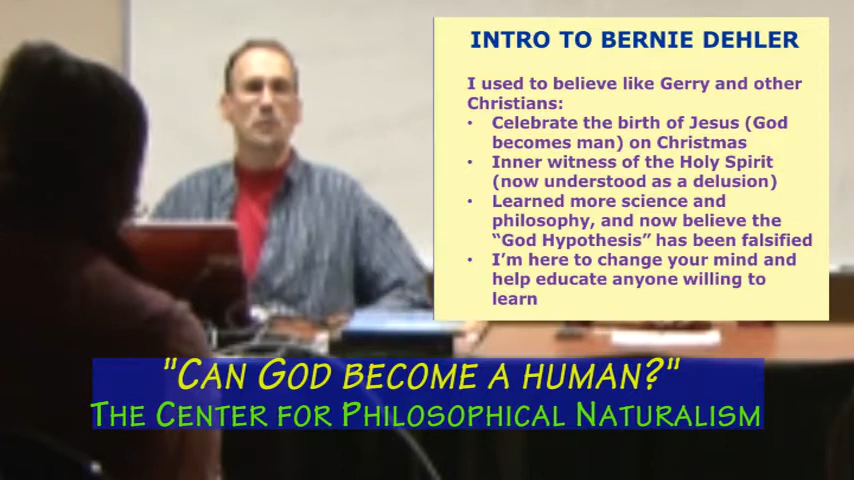 INTRO TO BERNIE DEHLER
I used to believe like Gerry and other
Christians:
• Celebrate the birth of Jesus (God
becomes man) on Christmas
• Inner witness of the Holy Spirit
(now understood as a delusion)
• Learned more science and
philosophy, and now believe the
“God Hypothesis” has been falsified
• I’m here to change your mind and
help educate anyone willing to
learn
"CAN GOD BECOME A HUMAN?"
THE CENTER FOR PHILOSOPHICAL NATURALISM